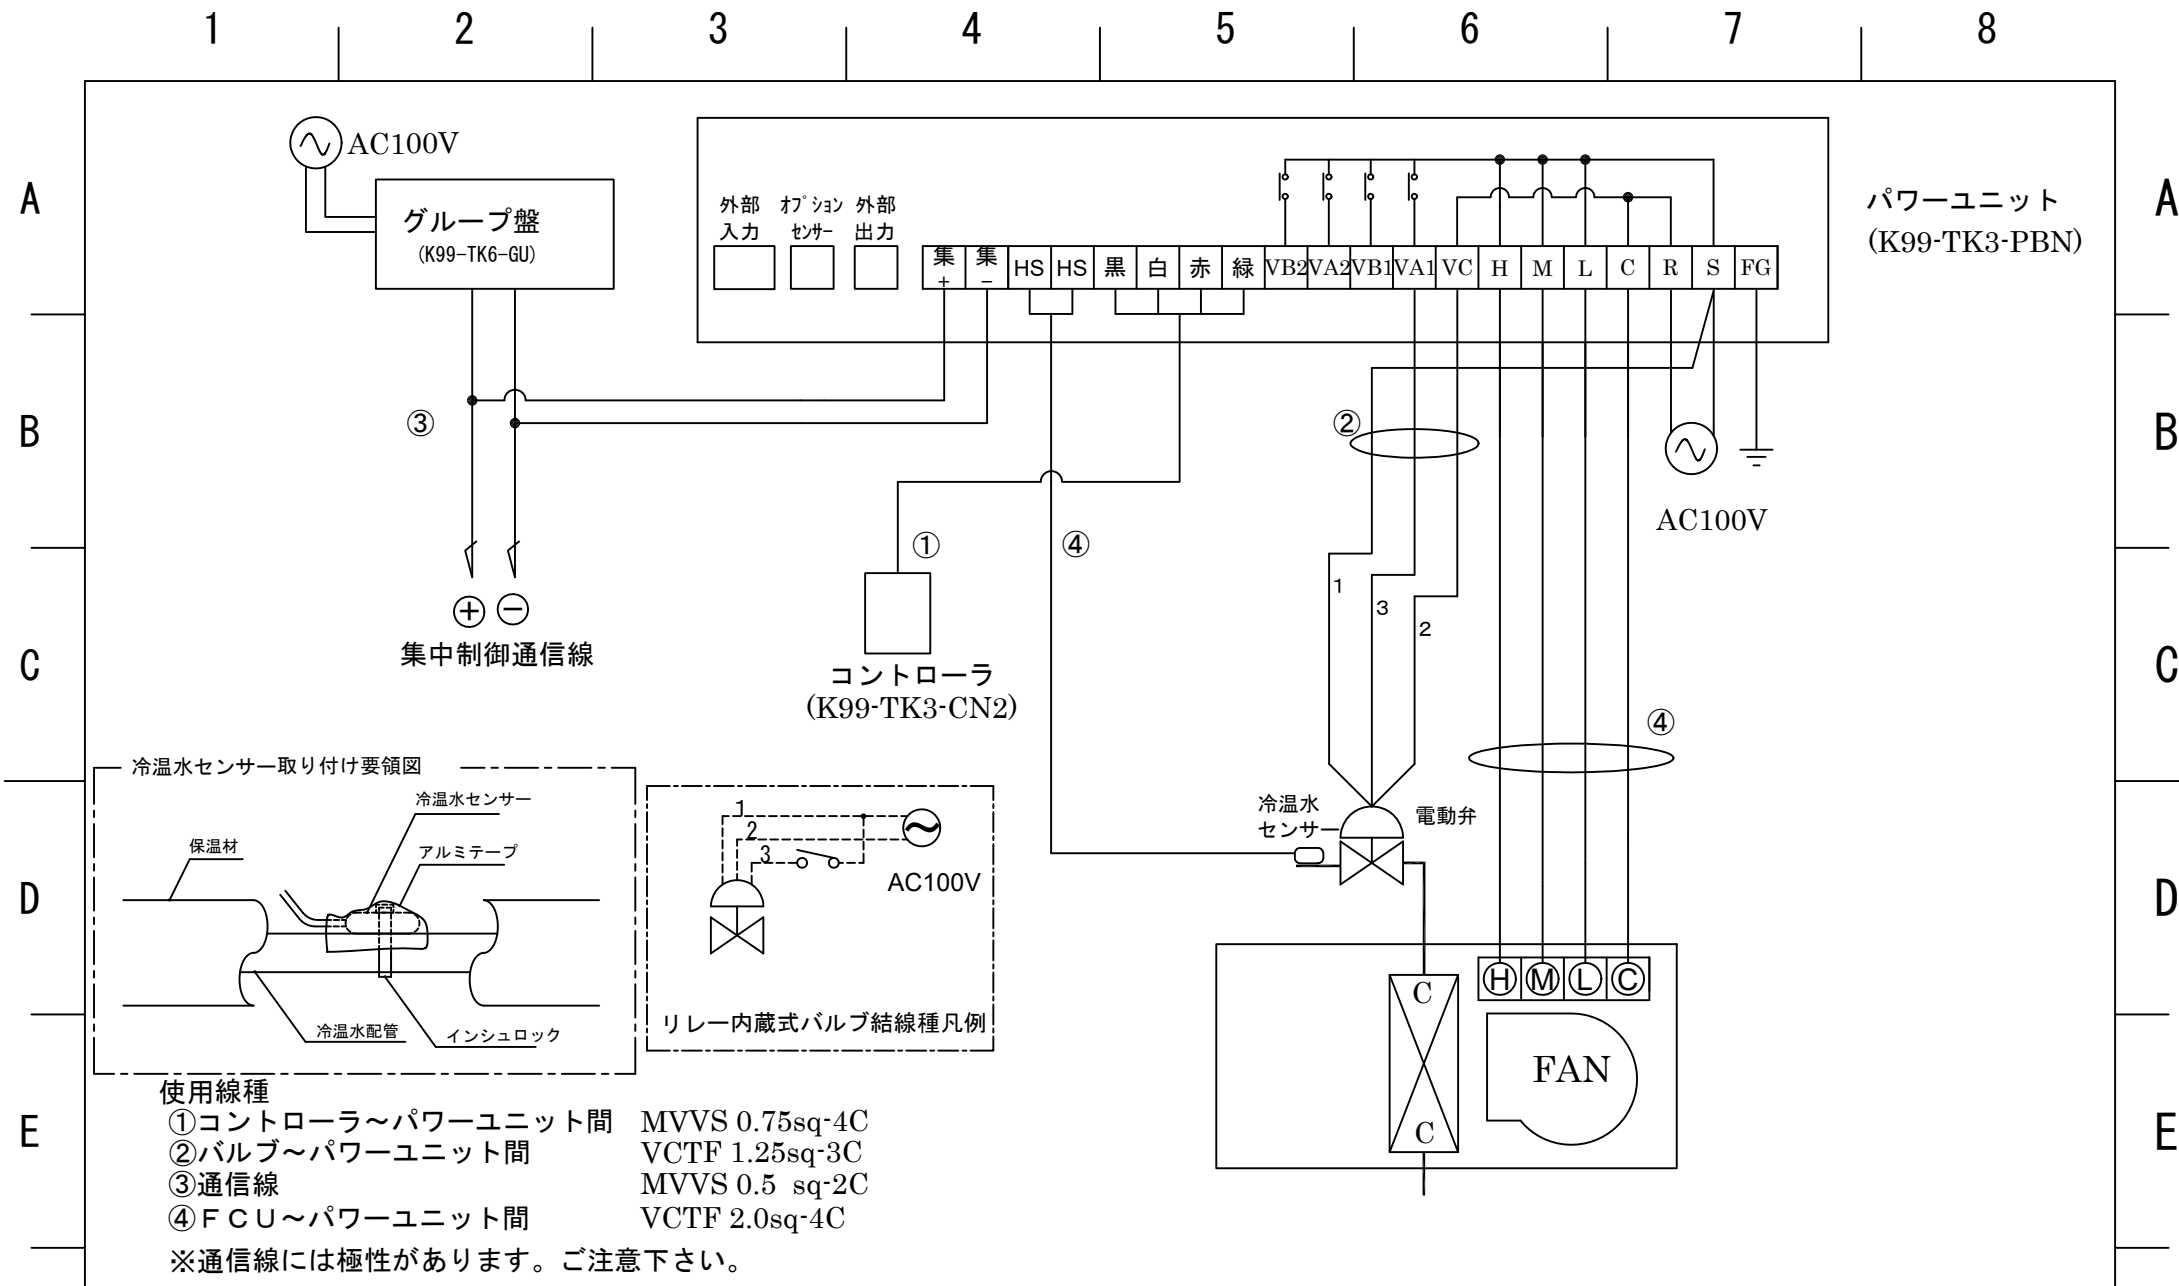 1 2 3 4 5 6 7 8
A
A
AC100V
グループ盤
(K99-TK6-GU)
外部
入力
オプション
センサー
外部
出力
集
+
集
−
HS HS 黒 白 赤 緑 VB2 VA2 VB1 VA1 VC H M L C R S FG
パワーユニット
(K99-TK3-PBN)
B
B
③
②
AC100V
①
④
⊕ ⊖
集中制御通信線
1
3
2
C
C
コントローラ
(K99-TK3-CN2)
④
冷温水センサー取り付け要領図
冷温水センサー
保温材
アルミテープ
冷温水配管
インシュロック
1
2
3
AC100V
リレー内蔵式バルブ結線種凡例
冷温水
センサー
電動弁
D
D
H M L C
C
C
FAN
E
E
使用線種
①コントローラ～パワーユニット間 MVVS 0.75sq-4C
②バルブ～パワーユニット間 VCTF 1.25sq-3C
③通信線 MVVS 0.5 sq-2C
④ＦＣＵ～パワーユニット間 VCTF 2.0sq-4C
※通信線には極性があります。ご注意下さい。